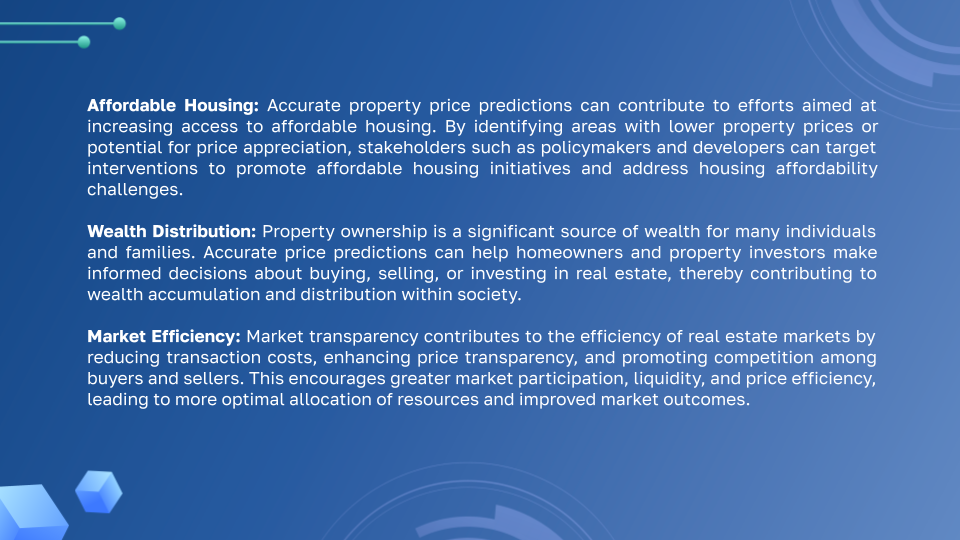 Affordable Housing: Accurate property price predictions can contribute to efforts aimed at
increasing access to affordable housing. By identifying areas with lower property prices or
potential for price appreciation, stakeholders such as policymakers and developers can target
interventions to promote affordable housing initiatives and address housing affordability
challenges.
Wealth Distribution: Property ownership is a significant source of wealth for many individuals
and families. Accurate price predictions can help homeowners and property investors make
informed decisions about buying, selling, or investing in real estate, thereby contributing to
wealth accumulation and distribution within society.
Market Efficiency: Market transparency contributes to the efficiency of real estate markets by
reducing transaction costs, enhancing price transparency, and promoting competition among
buyers and sellers. This encourages greater market participation, liquidity, and price efficiency,
leading to more optimal allocation of resources and improved market outcomes.